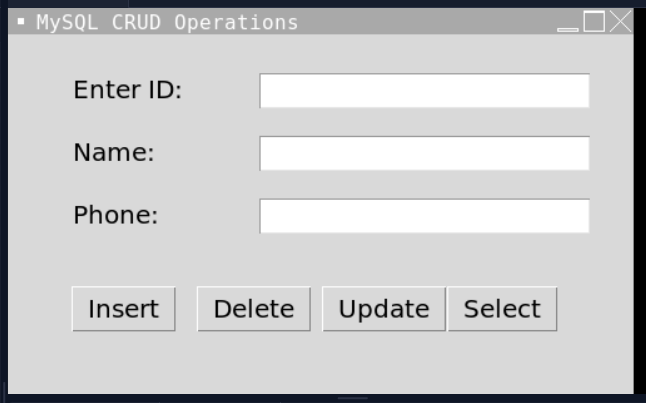 MySQL CRUD Operations
Enter ID:
Name:
Phone:
Insert Delete Update Select